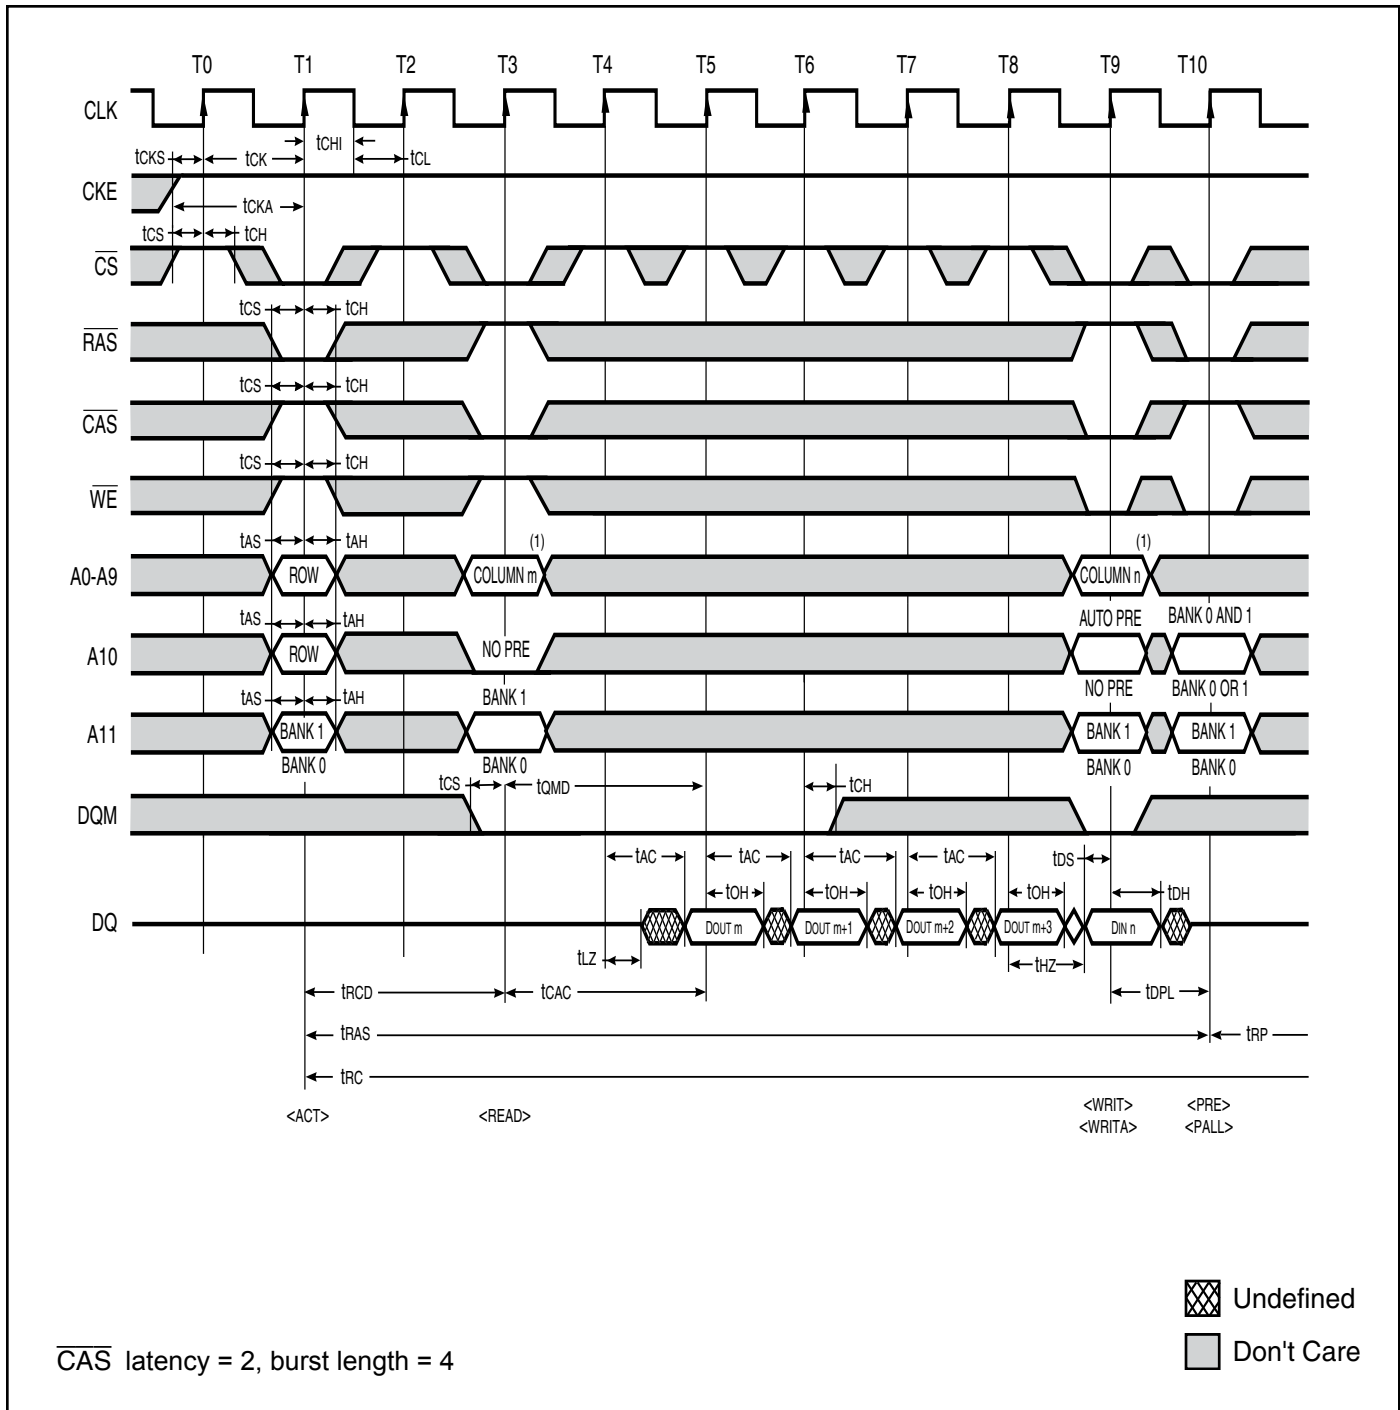 T0 T1 T2 T3 T4 T5 T6 T7 T8 T9 T10
CLK
tCHI
tCKS tCK tCL
CKE
tCKA
tCS tCH
CS
tCS tCH
RAS
tCS tCH
CAS
tCS tCH
WE
tAS tAH (1) (1)
A0-A9 ROW COLUMN m COLUMN n
tAS tAH AUTO PRE BANK 0 AND 1
A10 ROW NO PRE
tAS tAH BANK 1 NO PRE BANK 0 OR 1
A11 BANK 1 BANK 1 BANK 1
BANK 0 BANK 0 BANK 0 BANK 0
tCS tQMD tCH
DQM
tAC tAC tAC tAC tDS
tOH tOH tOH tOH tDH
DQ DOUT m DOUT m+1 DOUT m+2 DOUT m+3 DIN n
tLZ tHZ
tRCD tCAC tDPL
tRAS tRP
tRC
<ACT> <READ> <WRIT> <PRE>
<WRITA> <PALL>
Undefined
Don't Care
CAS latency = 2, burst length = 4